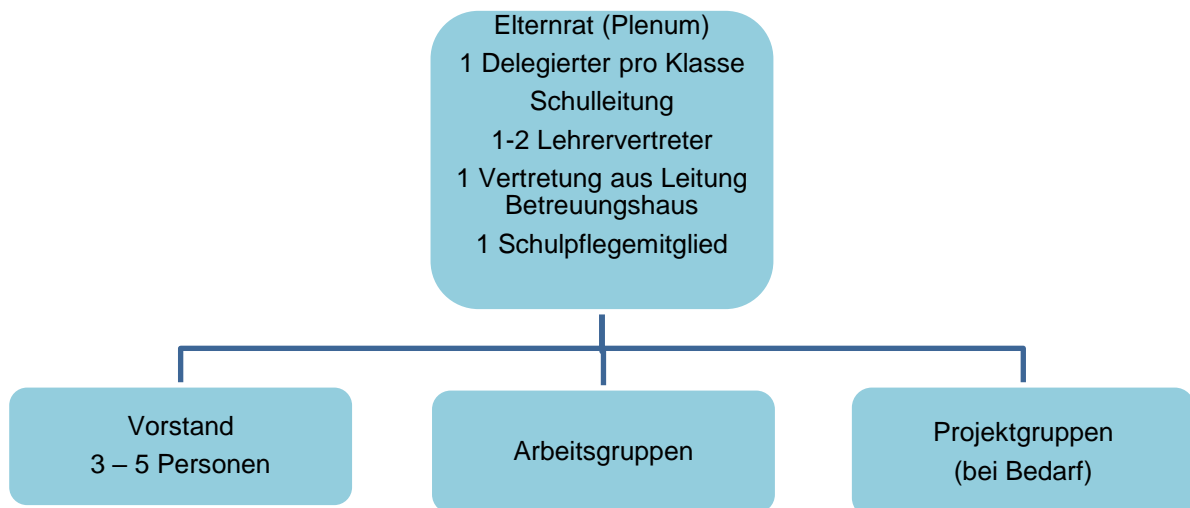 Elternrat (Plenum)
1 Delegierter pro Klasse
Schulleitung
1-2 Lehrervertreter
1 Vertretung aus Leitung
Betreuungshaus
1 Schulpflegemitglied
Vorstand
3 – 5 Personen
Arbeitsgruppen
Projektgruppen
(bei Bedarf)